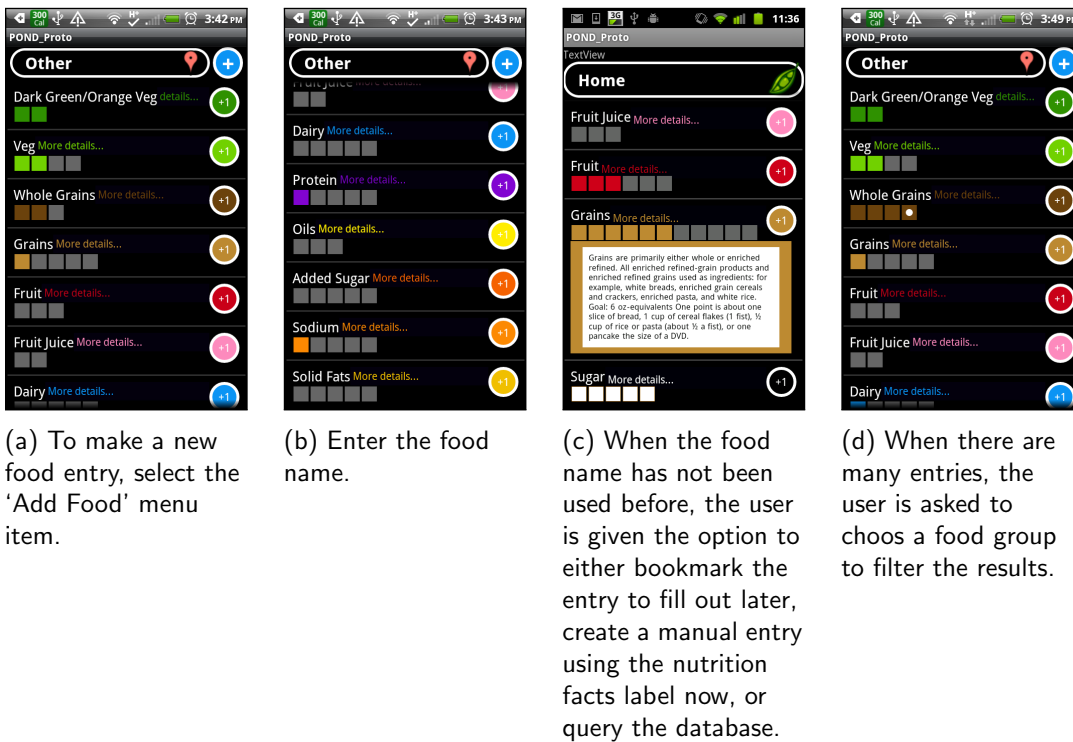 300
Cal
H+
3:42 PM
POND_Proto
Other
+
Dark Green/Orange Veg details...
+1
Veg More details...
+1
Whole Grains More details...
+1
Grains More details...
+1
Fruit More details...
+1
Fruit Juice More details...
+1
Dairy More details...
+1
(a) To make a new
food entry, select the
‘Add Food’ menu
item.
300
Cal
H+
3:43 PM
POND_Proto
Other
+
Fruit Juice More details...
+1
Dairy More details...
+1
Protein More details...
+1
Oils More details...
+1
Added Sugar More details...
+1
Sodium More details...
+1
Solid Fats More details...
+1
(b) Enter the food
name.
3G
11:36
POND_Proto
TextView
Home
Fruit Juice More details...
+1
Fruit More details...
+1
Grains More details...
+1
Grains are primarily either whole or enriched
refined. All enriched refined-grain products and
enriched refined grains used as ingredients: for
example, white breads, enriched grain cereals
and crackers, enriched pasta, and white rice.
Goal: 6 oz-equivalents One point is about one
slice of bread, 1 cup of cereal flakes (1 fist), ½
cup of rice or pasta (about ½ a fist), or one
pancake the size of a DVD.
Sugar More details...
+1
(c) When the food
name has not been
used before, the user
is given the option to
either bookmark the
entry to fill out later,
create a manual entry
using the nutrition
facts label now, or
query the database.
300
Cal
H+
3:49 PM
POND_Proto
Other
+
Dark Green/Orange Veg details...
+1
Veg More details...
+1
Whole Grains More details...
+1
Grains More details...
+1
Fruit More details...
+1
Fruit Juice More details...
+1
Dairy More details...
+1
(d) When there are
many entries, the
user is asked to
choos a food group
to filter the results.